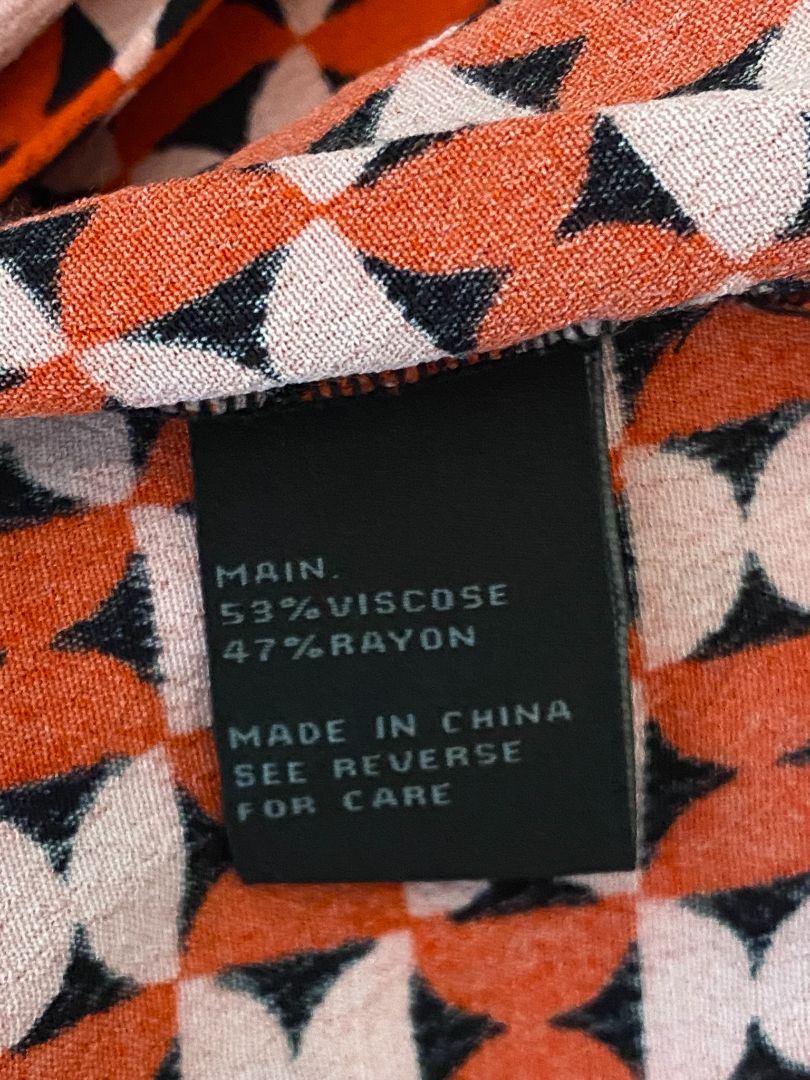 MAIN.
53%VISCOSE
47%RAYON
MADE IN CHINA
SEE REVERSE
FOR CARE